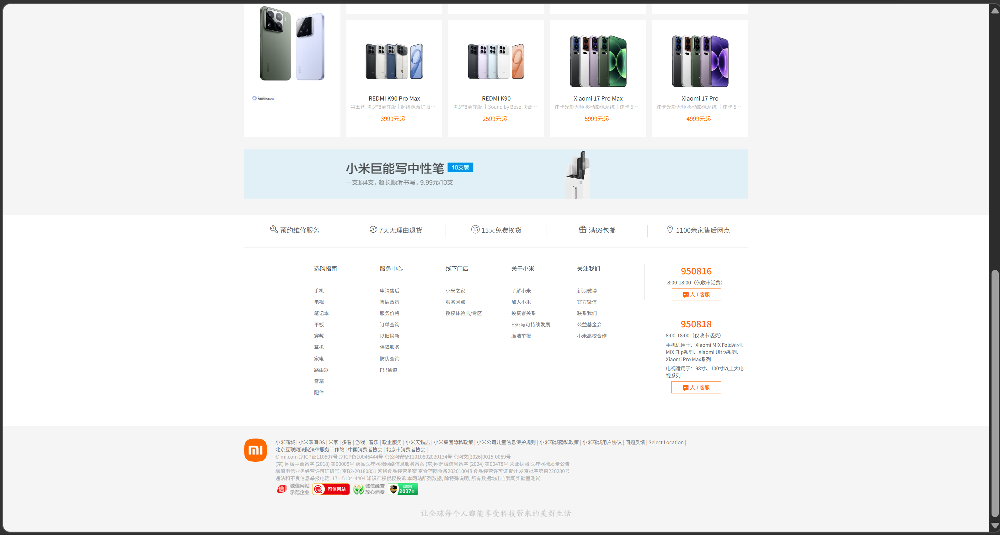 Powered by
Xiaomi HyperOS
REDMI K90 Pro Max
第五代 骁龙®8至尊版｜超级像素护眼…
3999元起
REDMI K90
骁龙®8至尊版 ｜Sound by Bose 联合…
2599元起
Xiaomi 17 Pro Max
徕卡光影大师 移动影像系统｜徕卡 5…
5999元起
Xiaomi 17 Pro
徕卡光影大师 移动影像系统 ｜徕卡 5…
4999元起
小米巨能写中性笔 10支装
一支顶4支，超长顺滑书写，9.99元/10支
预约维修服务
7天无理由退货
15天免费换货
满69包邮
1100余家售后网点
选购指南
手机
电视
笔记本
平板
穿戴
耳机
家电
路由器
音箱
配件
服务中心
申请售后
售后政策
服务价格
订单查询
以旧换新
保障服务
防伪查询
F码通道
线下门店
小米之家
服务网点
授权体验店/专区
关于小米
了解小米
加入小米
投资者关系
ESG与可持续发展
廉洁举报
关注我们
新浪微博
官方微信
联系我们
公益基金会
小米高校合作
950816
8:00-18:00（仅收市话费）
人工客服
950818
8:00-18:00（仅收市话费）
手机适用于：Xiaomi MIX Fold系列、
MIX Flip系列、Xiaomi Ultra系列、
Xiaomi Pro Max系列
电视适用于：98寸、100寸以上大电
视系列
人工客服
小米商城 | 小米澎湃OS | 米家 | 多看 | 游戏 | 音乐 | 政企服务 | 小米天猫店 | 小米集团隐私政策 | 小米公司儿童信息保护规则 | 小米商城隐私政策 | 小米商城用户协议 | 问题反馈 | Select Location |
北京互联网法院法律服务工作站 | 中国消费者协会 | 北京市消费者协会 |
© mi.com 京ICP证110507号 京ICP备10046444号 京公网安备11010802020134号 京网文[2026]0015-0069号
(京) 网械平台备字 (2018) 第00005号 药品医疗器械网络信息服务备案 (京)网药械信息备字 (2024) 第00478号 营业执照 医疗器械质量公告
增值电信业务经营许可证编号: 京B2-20180851 网络食品经营备案 京食药网食备202010048 食品经营许可证 新出发京批字第直220280号
违法和不良信息举报电话: 171-5104-4404 知识产权侵权投诉 本网站所列数据, 除特殊说明, 所有数据均出自我司实验室测试
诚信网站
示范企业
可信网站
诚信经营
放心消费
已服务
2037天
让全球每个人都能享受科技带来的美好生活